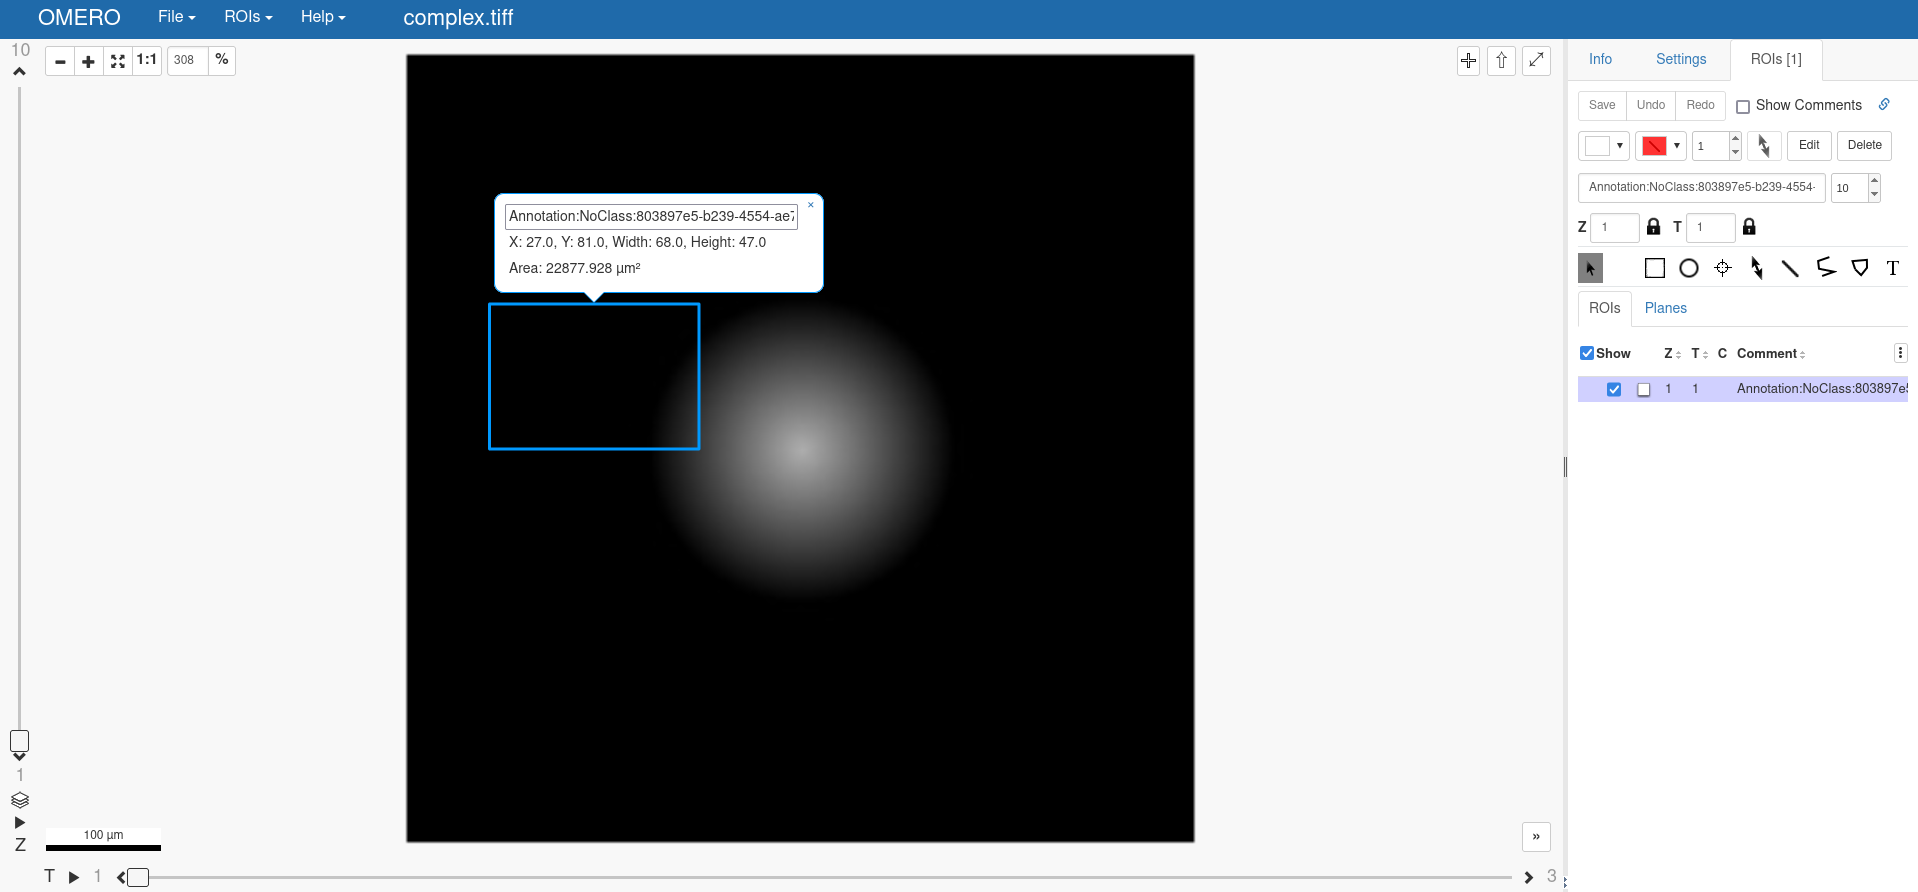 OMERO File ROIs Help complex.tiff
10
1:1 308 %
Info Settings ROIs [1]
Save Undo Redo Show Comments
1 Edit Delete
Annotation:NoClass:803897e5-b239-4554- 10
Z 1 T 1
T
ROIs Planes
Show Z T C Comment
1 1 Annotation:NoClass:803897e5
Annotation:NoClass:803897e5-b239-4554-ae7
×
X: 27.0, Y: 81.0, Width: 68.0, Height: 47.0
Area: 22877.928 µm²
1
Z
100 µm
»
T 1 3